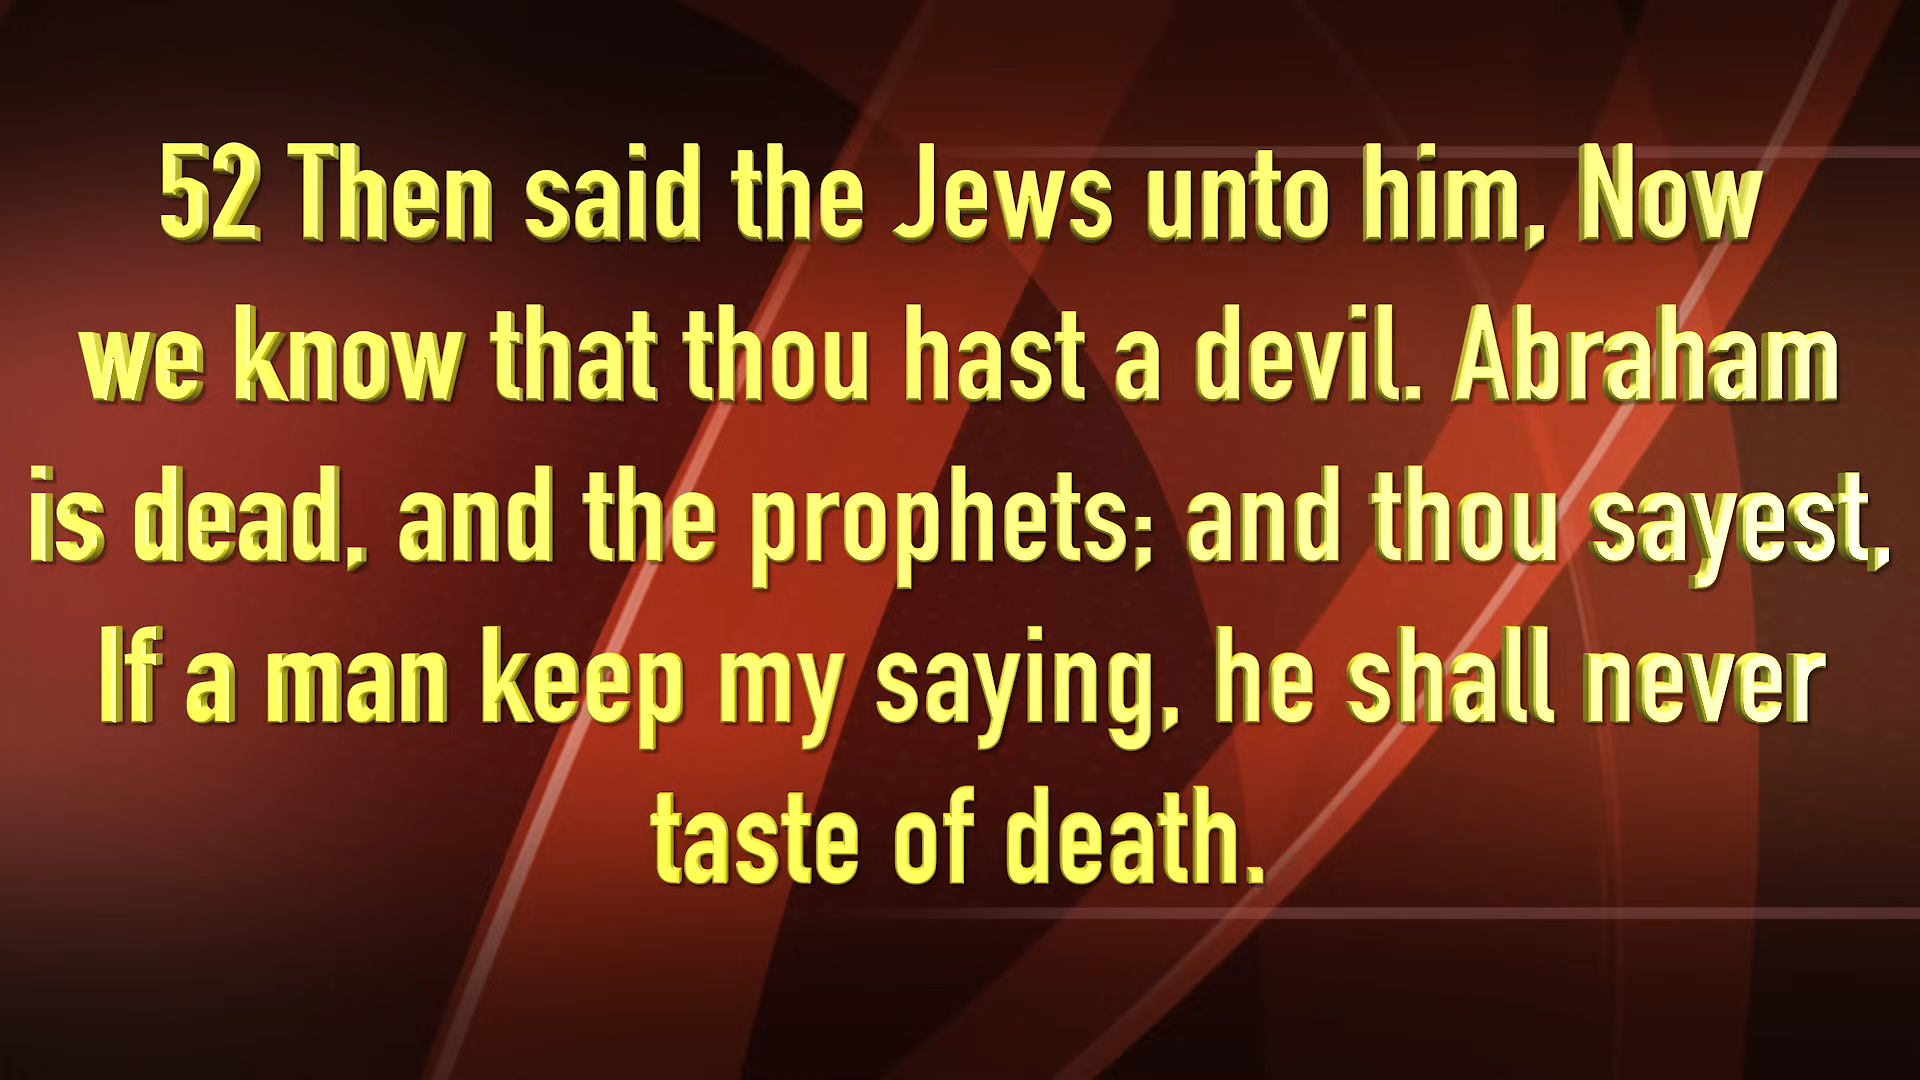 52 Then said the Jews unto him, Now
we know that thou hast a devil. Abraham
is dead, and the prophets; and thou sayest,
If a man keep my saying, he shall never
taste of death.